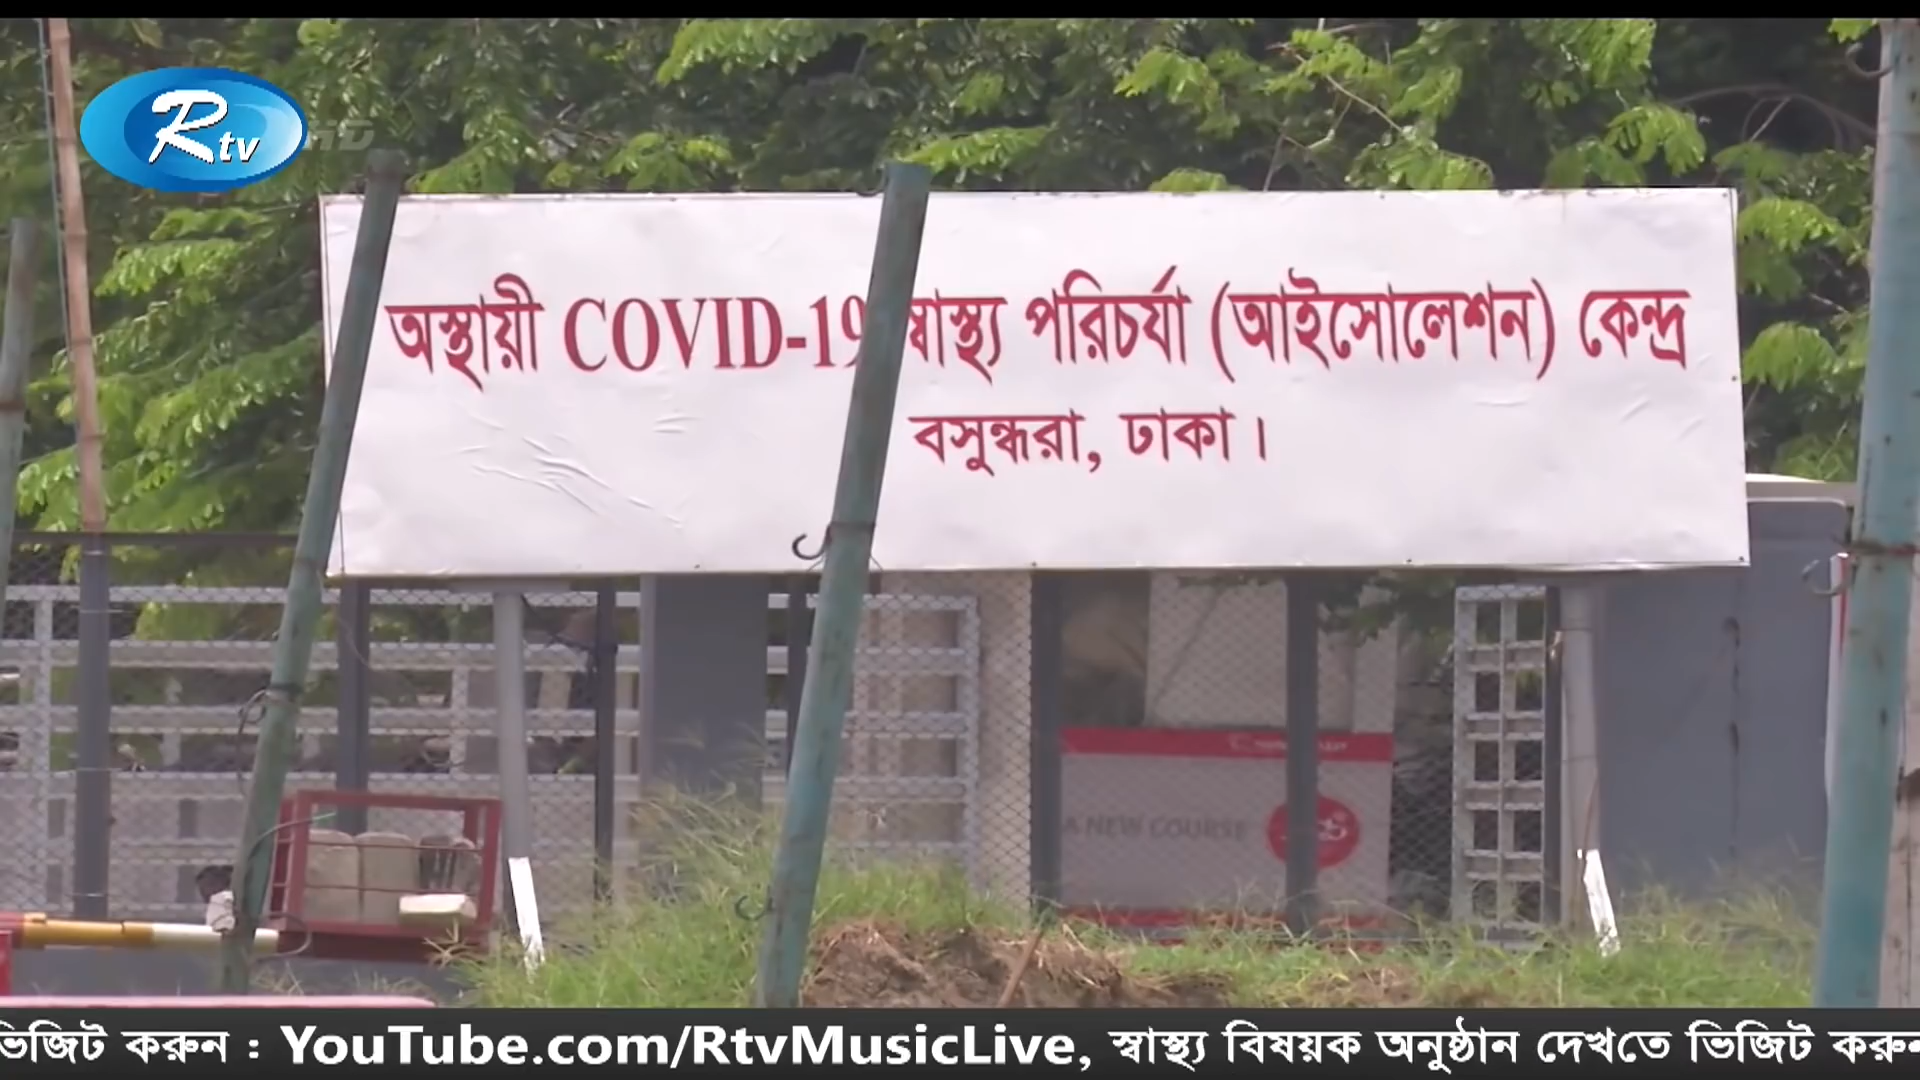 Rtv HD
অস্থায়ী COVID-19 স্বাস্থ্য পরিচর্যা (আইসোলেশন) কেন্দ্র
বসুন্ধরা, ঢাকা।
A NEW COURSE
ভিজিট করুন : YouTube.com/RtvMusicLive, স্বাস্থ্য বিষয়ক অনুষ্ঠান দেখতে ভিজিট করুন